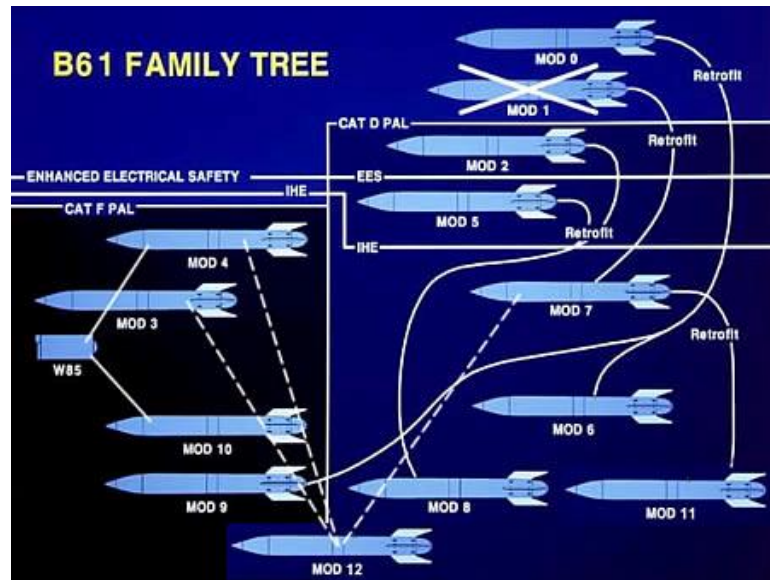 B61 FAMILY TREE
MOD 0
Retrofit
MOD 1
CAT D PAL
Retrofit
MOD 2
ENHANCED ELECTRICAL SAFETY
EES
IHE
CAT F PAL
MOD 5
Retrofit
IHE
MOD 4
MOD 3
MOD 7
Retrofit
W85
MOD 6
MOD 10
MOD 9
MOD 8
MOD 11
MOD 12